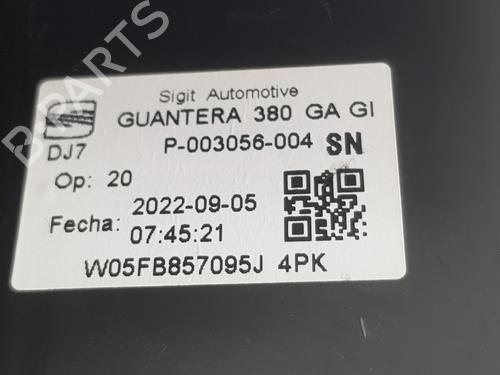 Sigit Automotive
GUANTERA 380 GA GI
DJ7 P-003056-004 SN
Op: 20
Fecha: 2022-09-05
07:45:21
W05FB857095J 4PK
B-PARTS